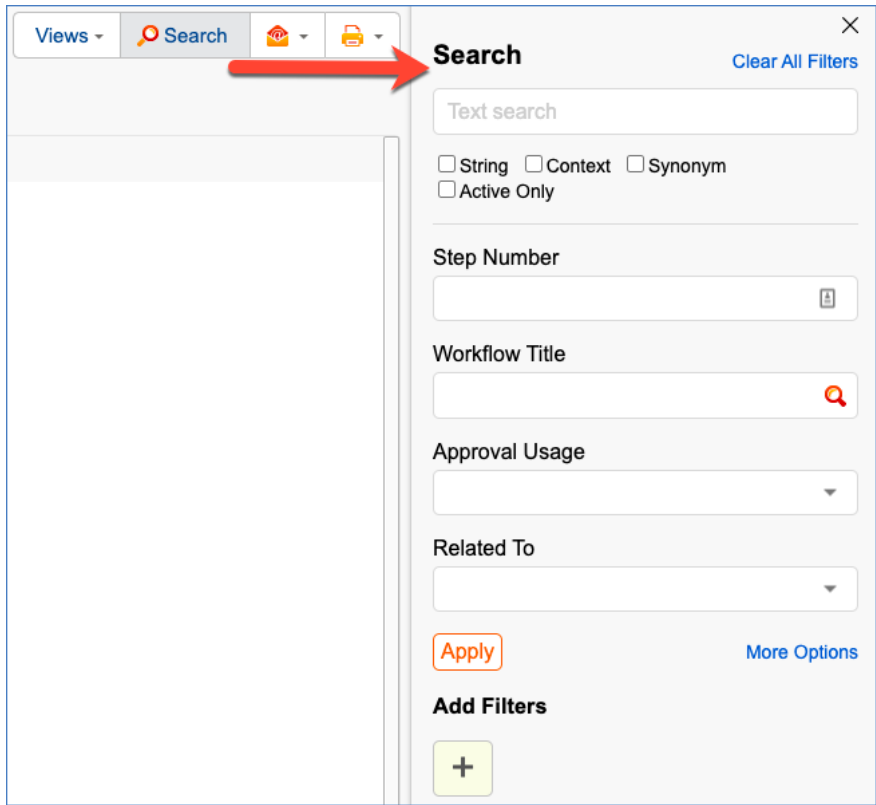 Views
Search
Search
Clear All Filters
Text search
String Context Synonym
Active Only
Step Number
Workflow Title
Approval Usage
Related To
Apply
More Options
Add Filters
+